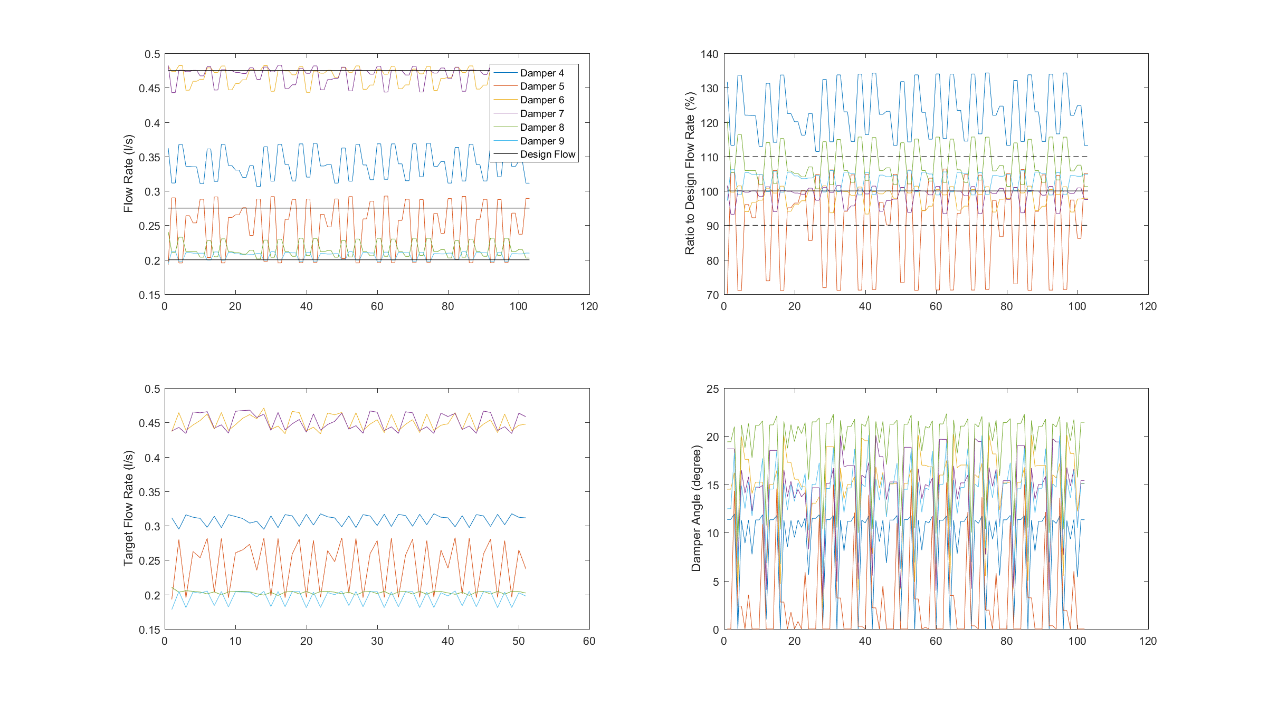 0.5
0.45
0.4
0.35
0.3
0.25
0.2
0.15
Flow Rate (l/s)
0 20 40 60 80 100 120
Damper 4
Damper 5
Damper 6
Damper 7
Damper 8
Damper 9
Design Flow
140
130
120
110
100
90
80
70
Ratio to Design Flow Rate (%)
0 20 40 60 80 100 120
0.5
0.45
0.4
0.35
0.3
0.25
0.2
0.15
Target Flow Rate (l/s)
0 10 20 30 40 50 60
25
20
15
10
5
0
Damper Angle (degree)
0 20 40 60 80 100 120